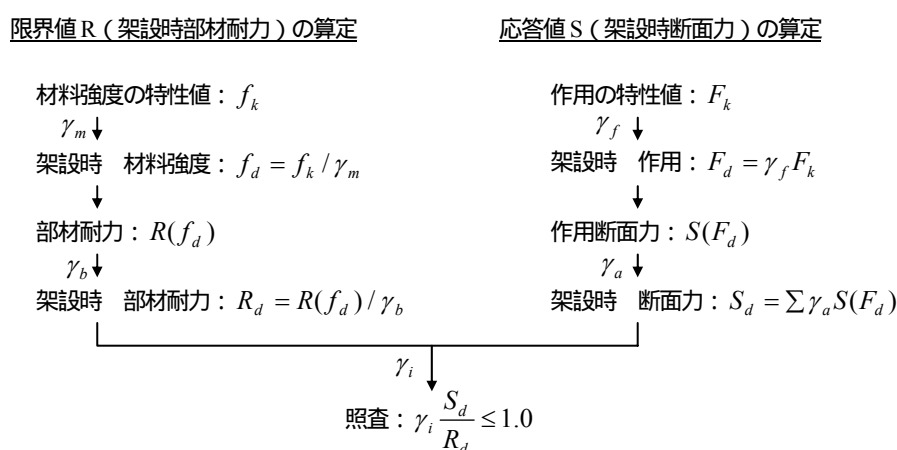 限界値 R（架設時部材耐力）の算定
材料強度の特性値：f_k
γ_m
架設時 材料強度：f_d = f_k / γ_m
部材耐力：R(f_d)
γ_b
架設時 部材耐力：R_d = R(f_d) / γ_b
応答値 S（架設時断面力）の算定
作用の特性値：F_k
γ_f
架設時 作用：F_d = γ_f F_k
作用断面力：S(F_d)
γ_a
架設時 断面力：S_d = ∑ γ_a S(F_d)
γ_i
照査：γ_i S_d / R_d ≤ 1.0